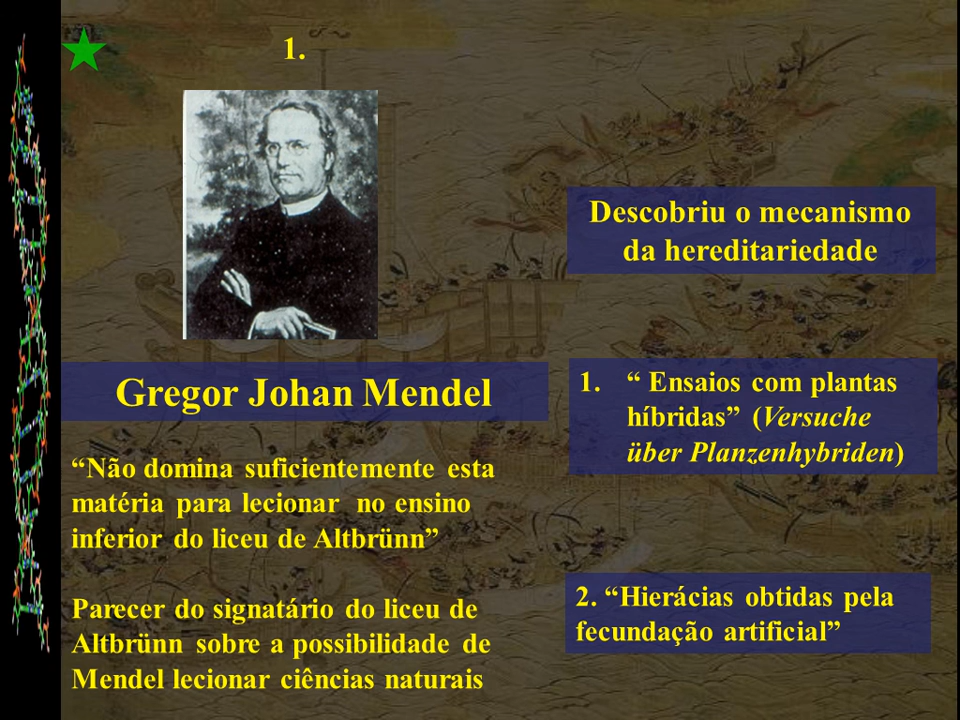 1.
Descobriu o mecanismo
da hereditariedade
Gregor Johan Mendel
“Não domina suficientemente esta
matéria para lecionar no ensino
inferior do liceu de Altbrünn”
Parecer do signatário do liceu de
Altbrünn sobre a possibilidade de
Mendel lecionar ciências naturais
1. “ Ensaios com plantas
híbridas” (Versuche
über Planzenhybriden)
2. “Hierácias obtidas pela
fecundação artificial”